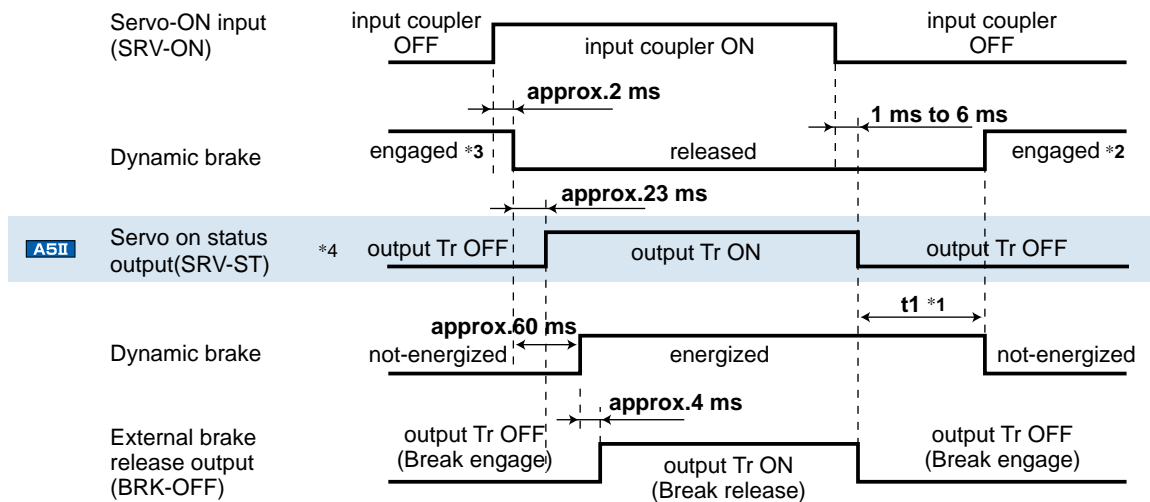 Servo-ON input
(SRV-ON)
input coupler
OFF
input coupler ON
input coupler
OFF
approx.2 ms
1 ms to 6 ms
Dynamic brake
engaged *3
released
engaged *2
approx.23 ms
A5II
Servo on status
output(SRV-ST)
*4
output Tr OFF
output Tr ON
output Tr OFF
t1 *1
approx.60 ms
Dynamic brake
not-energized
energized
not-energized
approx.4 ms
External brake
release output
(BRK-OFF)
output Tr OFF
(Break engage)
output Tr ON
(Break release)
output Tr OFF
(Break engage)